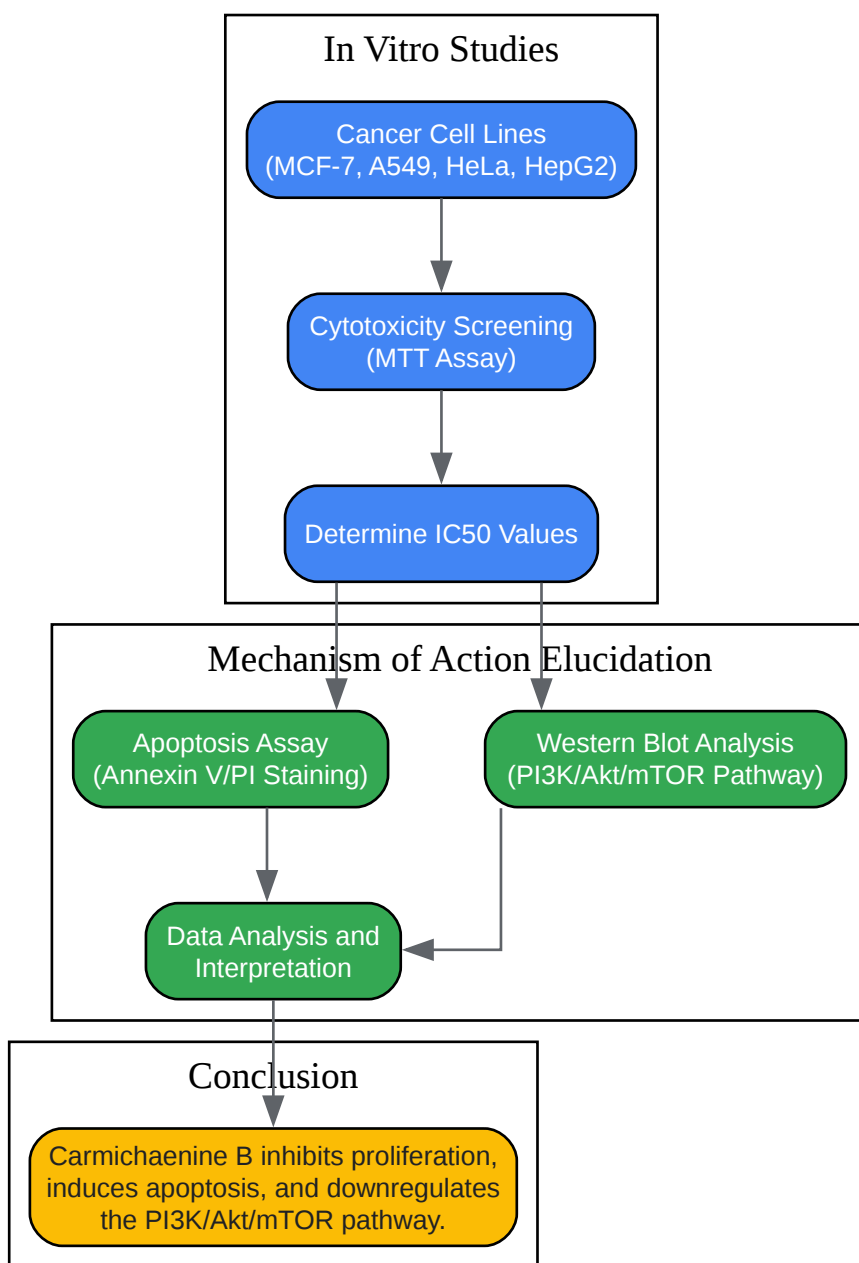 In Vitro Studies
Cancer Cell Lines
(MCF-7, A549, HeLa, HepG2)
Cytotoxicity Screening
(MTT Assay)
Determine IC50 Values
Mechanism of Action Elucidation
Apoptosis Assay
(Annexin V/PI Staining)
Western Blot Analysis
(PI3K/Akt/mTOR Pathway)
Data Analysis and
Interpretation
Conclusion
Carmichaenine B inhibits proliferation,
induces apoptosis, and downregulates
the PI3K/Akt/mTOR pathway.